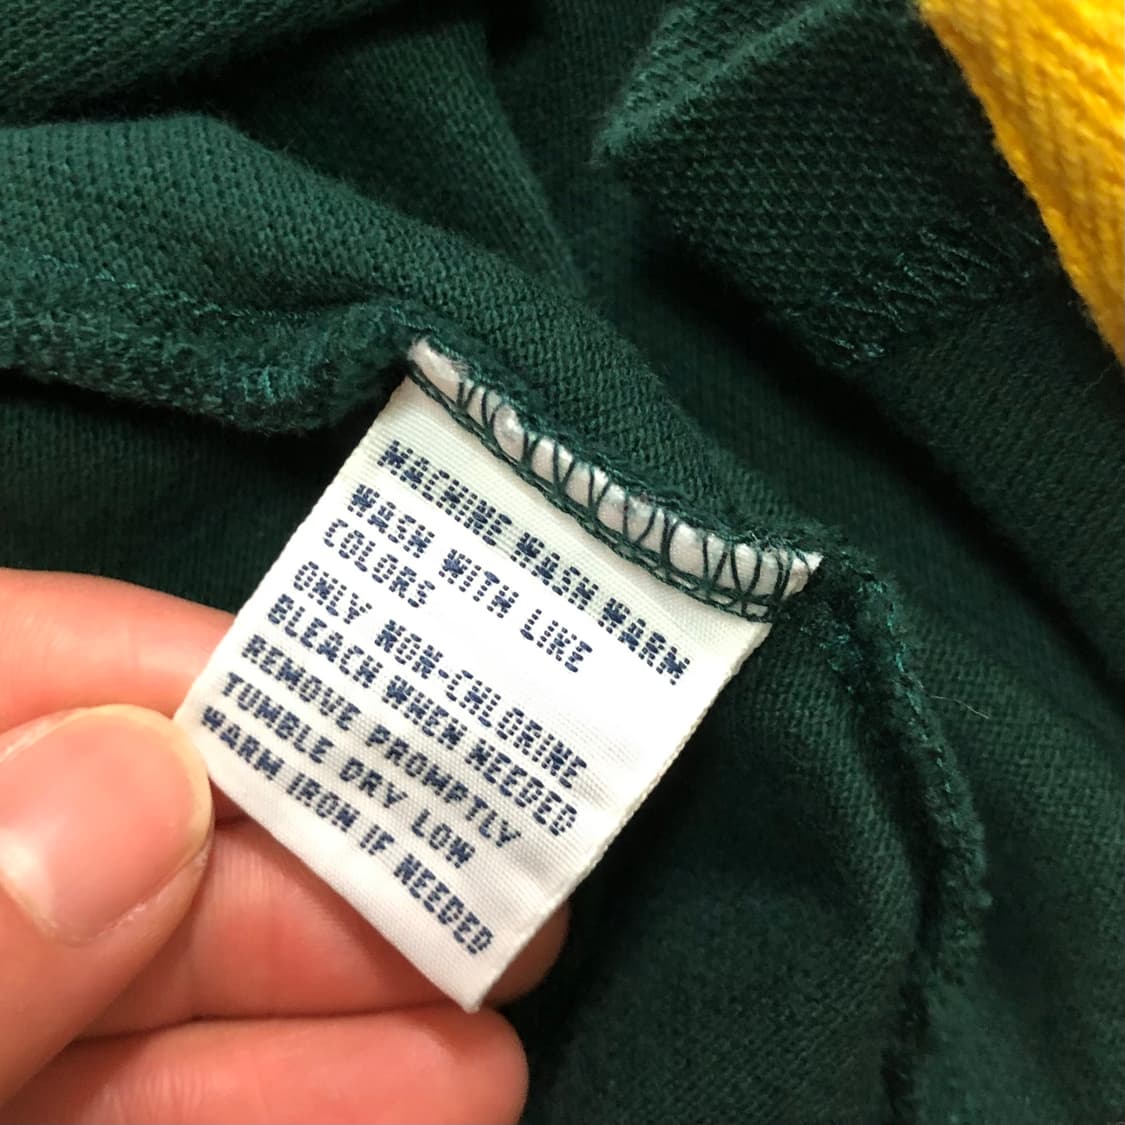 MACHINE WASH WARM
WASH WITH LIKE
COLORS
ONLY NON-CHLORINE
BLEACH WHEN NEEDED
REMOVE PROMPTLY
TUMBLE DRY LOW
WARM IRON IF NEEDED